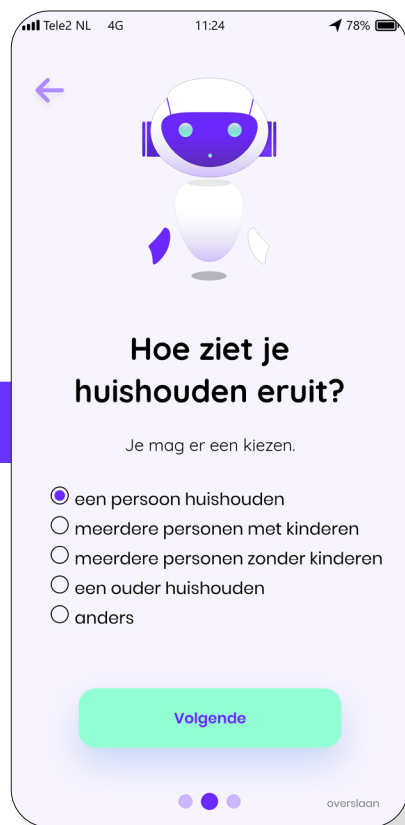 Tele2 NL 4G 11:24 78%
Hoe ziet je
huishouden eruit?
Je mag er een kiezen.
een persoon huishouden
meerdere personen met kinderen
meerdere personen zonder kinderen
een ouder huishouden
anders
Volgende
overslaan